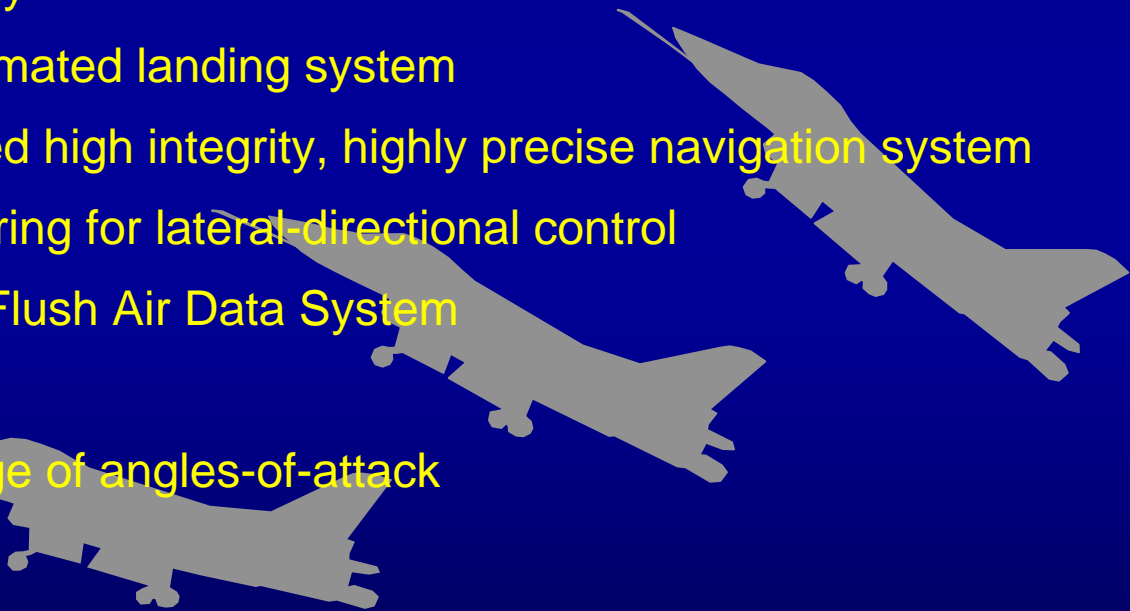 y
mated landing system
ed high integrity, highly precise navigation system
ring for lateral-directional control
Flush Air Data System
ge of angles-of-attack